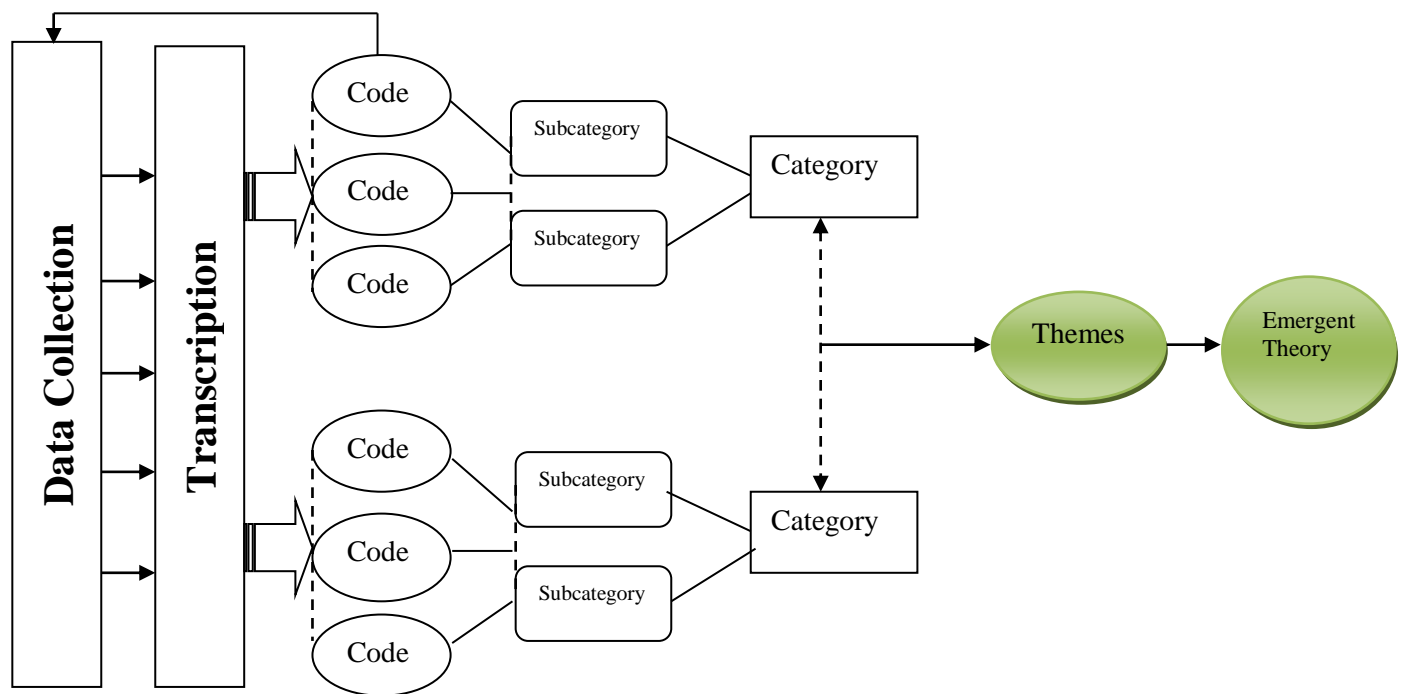 Data Collection
Transcription
Code
Code
Code
Subcategory
Subcategory
Category
Code
Code
Code
Subcategory
Subcategory
Category
Themes
Emergent
Theory